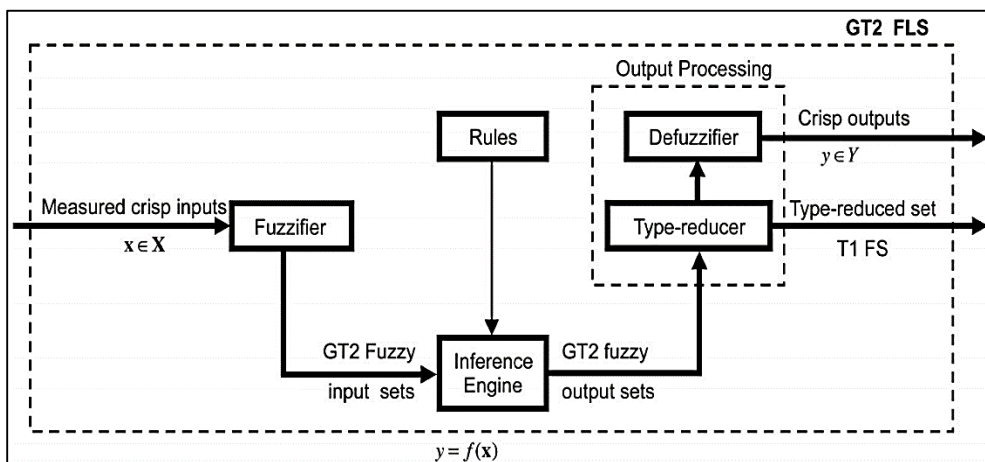 GT2 FLS
Output Processing
Rules
Defuzzifier
Crisp outputs
y ∈ Y
Measured crisp inputs
x ∈ X
Fuzzifier
Type-reducer
Type-reduced set
T1 FS
GT2 Fuzzy
input sets
Inference
Engine
GT2 fuzzy
output sets
y = f(x)